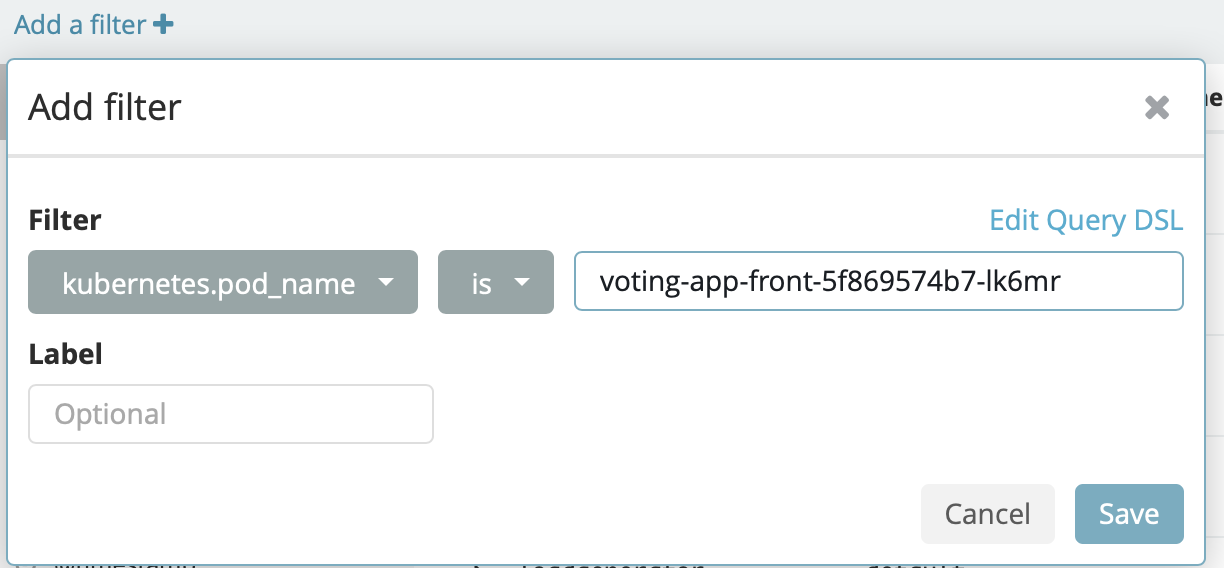 Add a filter +
Add filter
Filter
Edit Query DSL
kubernetes.pod_name
is
voting-app-front-5f869574b7-lk6mr
Label
Optional
Cancel
Save